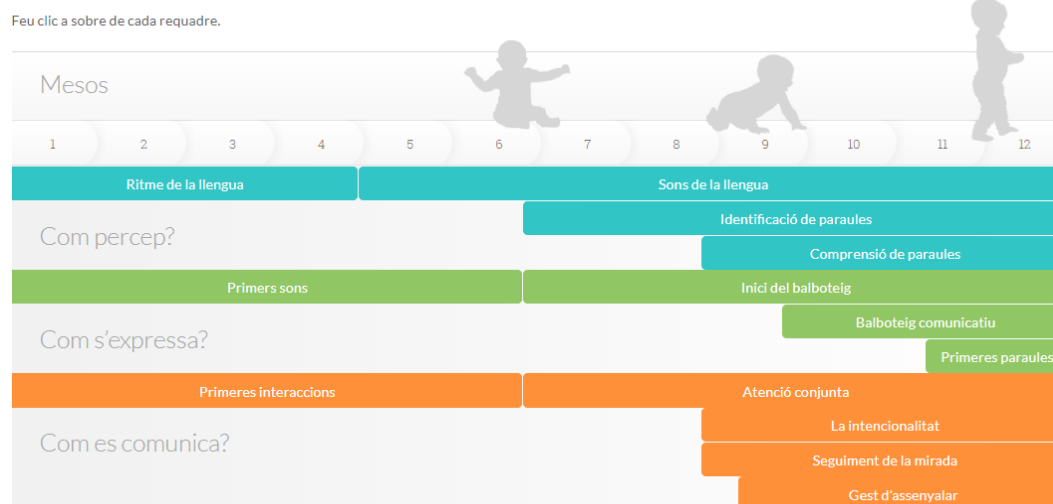 Feu clic a sobre de cada requadre.
Mesos
1 2 3 4 5 6 7 8 9 10 11 12
Ritme de la llengua Sons de la llengua
Identificació de paraules
Com percep?
Comprensió de paraules
Primers sons Inici del balboteig
Balboteig comunicatiu
Com s’expressa?
Primeres paraules
Primeres interaccions Atenció conjunta
La intencionalitat
Com es comunica?
Seguiment de la mirada
Gest d'assenyalar